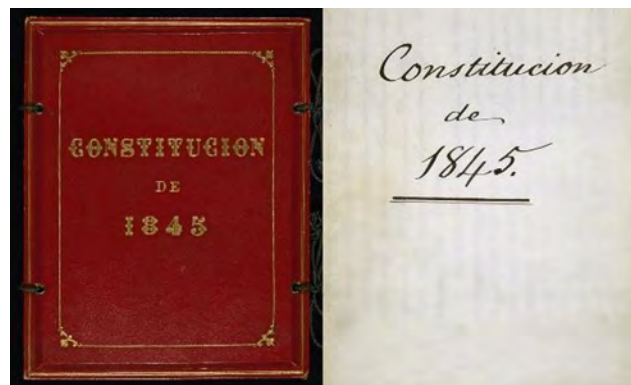 CONSTITUCION
DE
1845
Constitucion
de
1845.